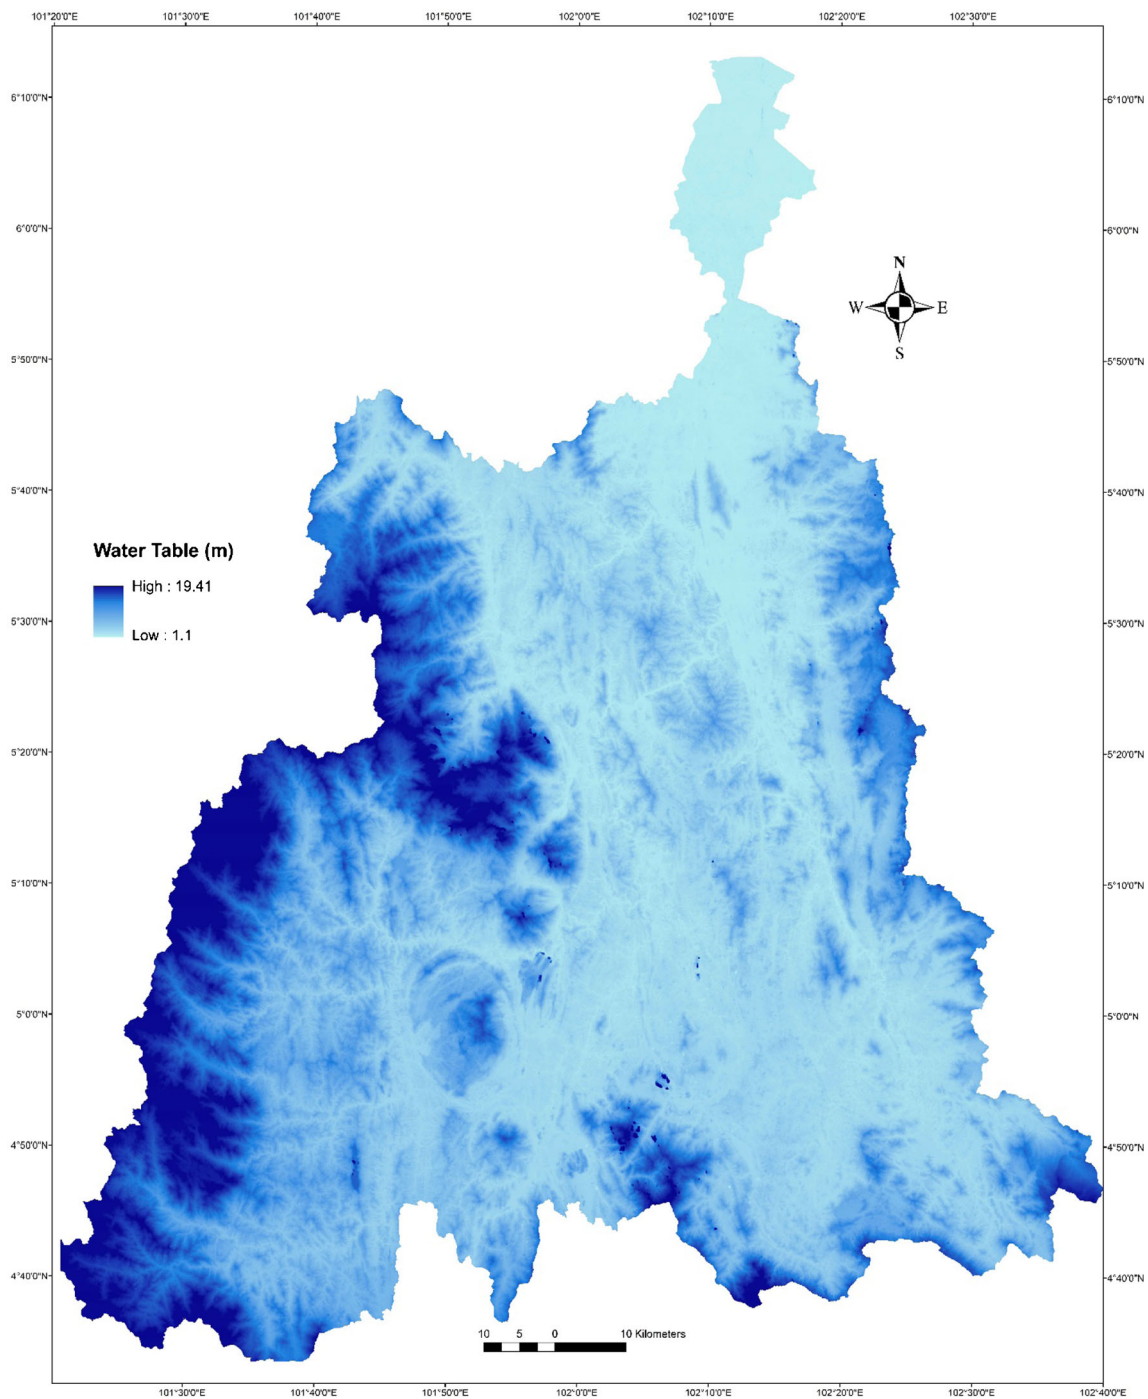 101°20'0"E 101°30'0"E 101°40'0"E 101°50'0"E 102°0'0"E 102°10'0"E 102°20'0"E 102°30'0"E
6°10'0"N 6°10'0"N
6°0'0"N 6°0'0"N
N
W E
S
5°50'0"N 5°50'0"N
5°40'0"N 5°40'0"N
Water Table (m)
High : 19.41
Low : 1.1
5°30'0"N 5°30'0"N
5°20'0"N 5°20'0"N
5°10'0"N 5°10'0"N
5°0'0"N 5°0'0"N
4°50'0"N 4°50'0"N
4°40'0"N 4°40'0"N
10 5 0 10 Kilometers
101°30'0"E 101°40'0"E 101°50'0"E 102°0'0"E 102°10'0"E 102°20'0"E 102°30'0"E 102°40'0"E